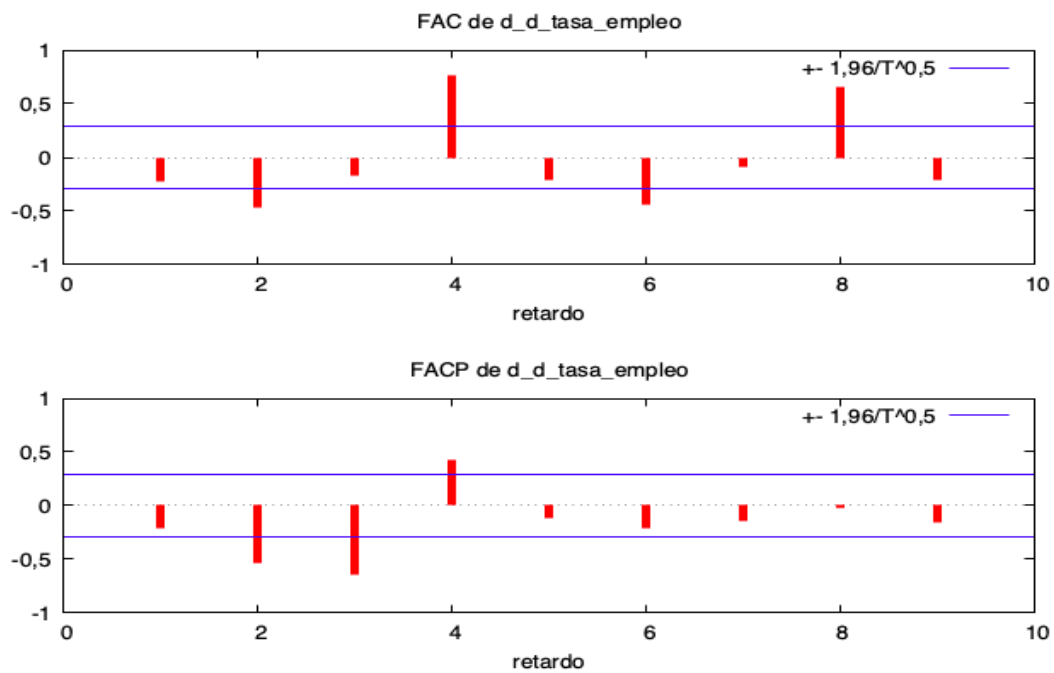 FAC de d_d_tasa_empleo
+- 1,96/T^0,5
1
0,5
0
-0,5
-1
0 2 4 6 8 10
retardo
FACP de d_d_tasa_empleo
+- 1,96/T^0,5
1
0,5
0
-0,5
-1
0 2 4 6 8 10
retardo